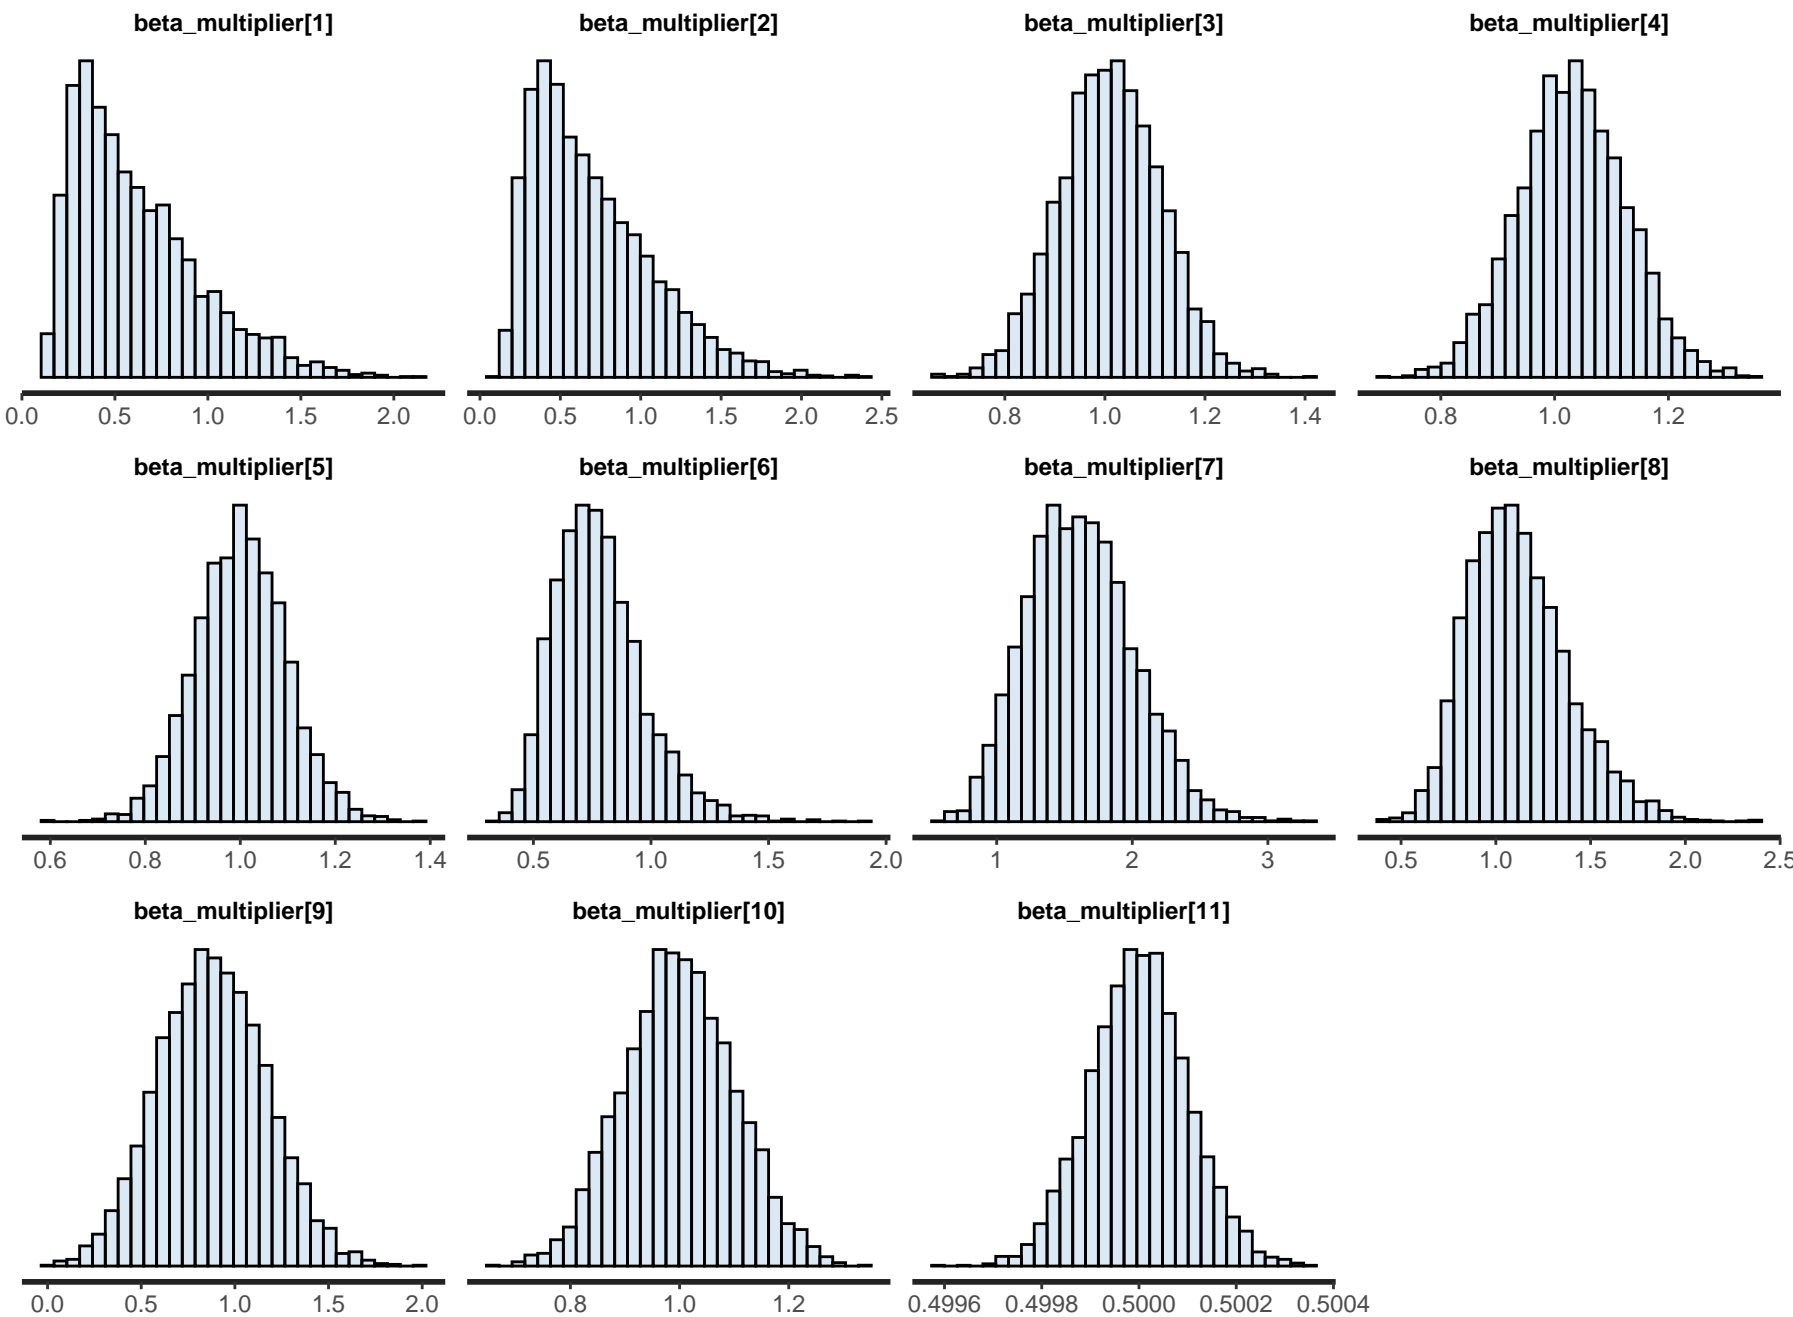 beta_multiplier[1] beta_multiplier[2] beta_multiplier[3] beta_multiplier[4]
0.0 0.5 1.0 1.5 2.0 0.0 0.5 1.0 1.5 2.0 2.5 0.8 1.0 1.2 1.4 0.8 1.0 1.2
beta_multiplier[5] beta_multiplier[6] beta_multiplier[7] beta_multiplier[8]
0.6 0.8 1.0 1.2 1.4 0.5 1.0 1.5 2.0 1 2 3 0.5 1.0 1.5 2.0 2.5
beta_multiplier[9] beta_multiplier[10] beta_multiplier[11]
0.0 0.5 1.0 1.5 2.0 0.8 1.0 1.2 0.4996 0.4998 0.5000 0.5002 0.5004